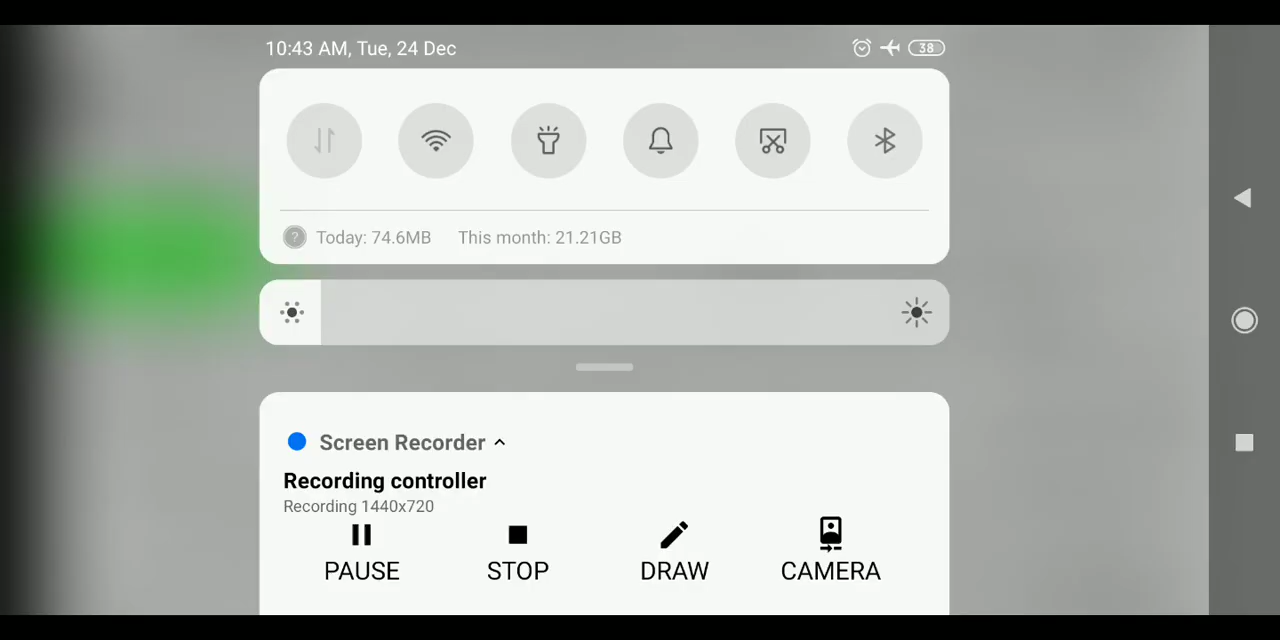 10:43 AM, Tue, 24 Dec
38
Today: 74.6MB This month: 21.21GB
Screen Recorder
Recording controller
Recording 1440x720
PAUSE STOP DRAW CAMERA